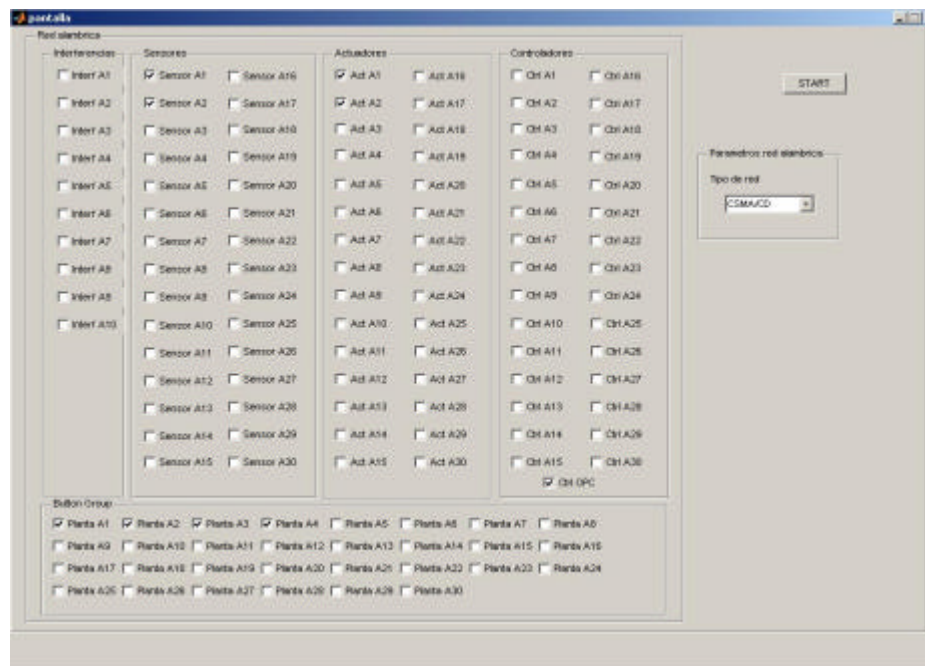 pantalla
Red alambrica
Interferencias Sensores Actuadores Controladores
Interf A1 Sensor A1 Sensor A16 Act A1 Act A16 Ctrl A1 Ctrl A16
START
Interf A2 Sensor A2 Sensor A17 Act A2 Act A17 Ctrl A2 Ctrl A17
Interf A3 Sensor A3 Sensor A18 Act A3 Act A18 Ctrl A3 Ctrl A18
Interf A4 Sensor A4 Sensor A19 Act A4 Act A19 Ctrl A4 Ctrl A19
Parametros red alambrica
Interf A5 Sensor A5 Sensor A20 Act A5 Act A20 Ctrl A5 Ctrl A20
Tipo de red
CSMA/CD
Interf A6 Sensor A6 Sensor A21 Act A6 Act A21 Ctrl A6 Ctrl A21
Interf A7 Sensor A7 Sensor A22 Act A7 Act A22 Ctrl A7 Ctrl A22
Interf A8 Sensor A8 Sensor A23 Act A8 Act A23 Ctrl A8 Ctrl A23
Interf A9 Sensor A9 Sensor A24 Act A9 Act A24 Ctrl A9 Ctrl A24
Interf A10 Sensor A10 Sensor A25 Act A10 Act A25 Ctrl A10 Ctrl A25
Sensor A11 Sensor A26 Act A11 Act A26 Ctrl A11 Ctrl A26
Sensor A12 Sensor A27 Act A12 Act A27 Ctrl A12 Ctrl A27
Sensor A13 Sensor A28 Act A13 Act A28 Ctrl A13 Ctrl A28
Sensor A14 Sensor A29 Act A14 Act A29 Ctrl A14 Ctrl A29
Sensor A15 Sensor A30 Act A15 Act A30 Ctrl A15 Ctrl A30
Ctrl OPC
Button Group
Planta A1 Planta A2 Planta A3 Planta A4 Planta A5 Planta A6 Planta A7 Planta A8
Planta A9 Planta A10 Planta A11 Planta A12 Planta A13 Planta A14 Planta A15 Planta A16
Planta A17 Planta A18 Planta A19 Planta A20 Planta A21 Planta A22 Planta A23 Planta A24
Planta A25 Planta A26 Planta A27 Planta A28 Planta A29 Planta A30